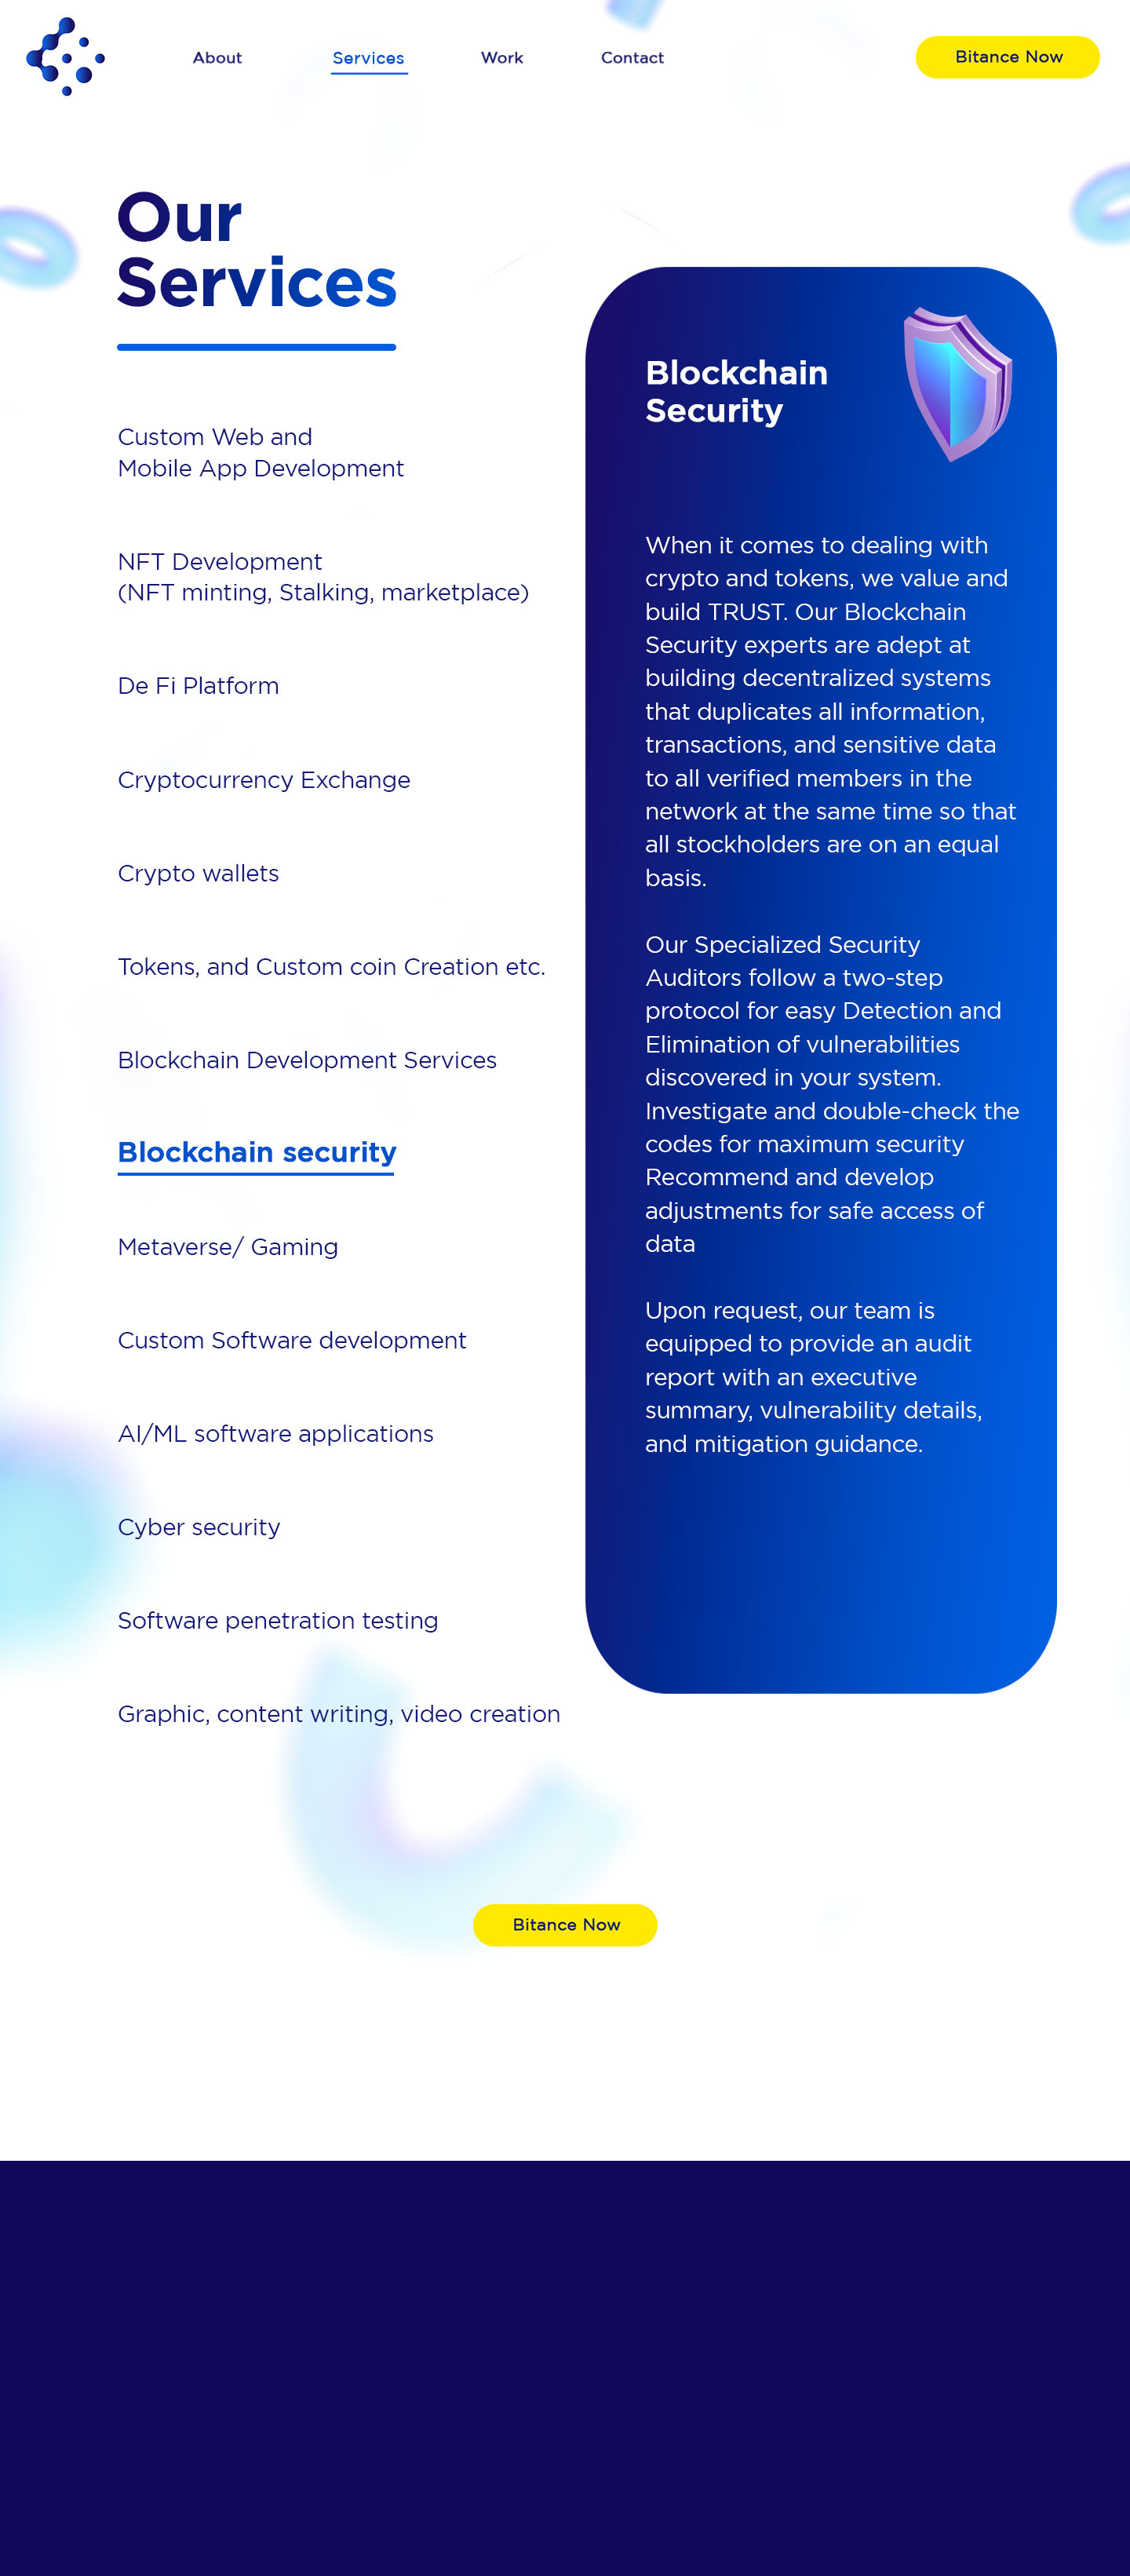 About
Services
Work
Contact
Bitance Now
Our
Services
Custom Web and
Mobile App Development
NFT Development
(NFT minting, Stalking, marketplace)
De Fi Platform
Cryptocurrency Exchange
Crypto wallets
Tokens, and Custom coin Creation etc.
Blockchain Development Services
Blockchain security
Metaverse/ Gaming
Custom Software development
AI/ML software applications
Cyber security
Software penetration testing
Graphic, content writing, video creation
Blockchain
Security
When it comes to dealing with
crypto and tokens, we value and
build TRUST. Our Blockchain
Security experts are adept at
building decentralized systems
that duplicates all information,
transactions, and sensitive data
to all verified members in the
network at the same time so that
all stockholders are on an equal
basis.
Our Specialized Security
Auditors follow a two-step
protocol for easy Detection and
Elimination of vulnerabilities
discovered in your system.
Investigate and double-check the
codes for maximum security
Recommend and develop
adjustments for safe access of
data
Upon request, our team is
equipped to provide an audit
report with an executive
summary, vulnerability details,
and mitigation guidance.
Bitance Now